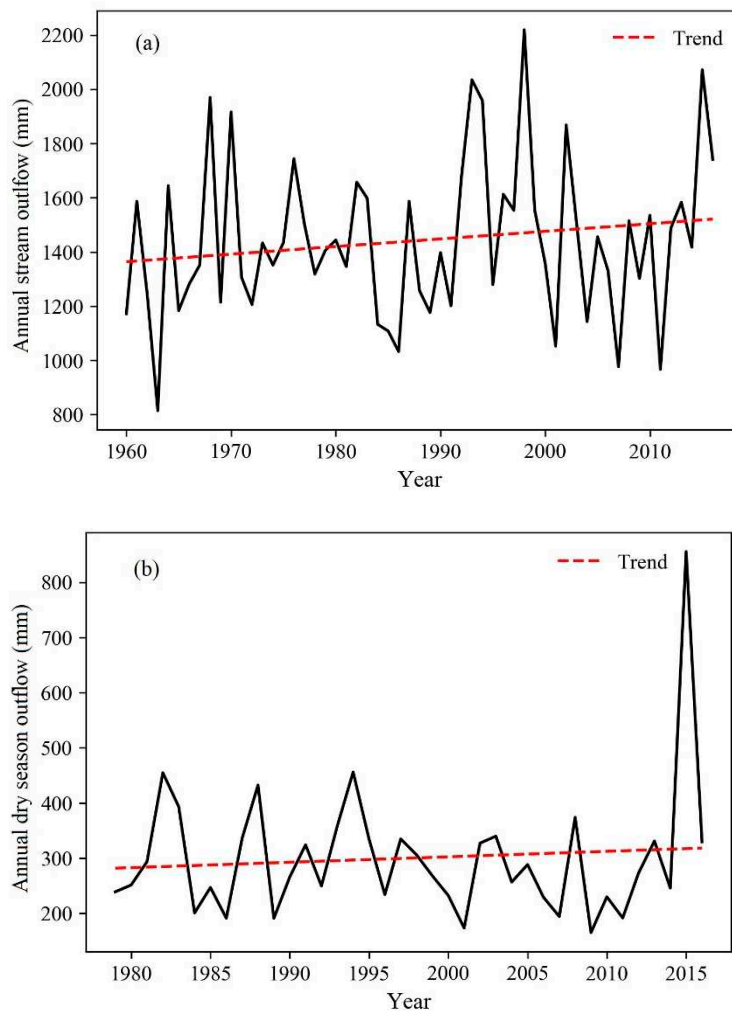 (a)
Trend
2200
2000
1800
1600
1400
1200
1000
800
Annual stream outlfow (mm)
1960 1970 1980 1990 2000 2010
Year
(b)
Trend
800
700
600
500
400
300
200
Annual dry season outflow (mm)
1980 1985 1990 1995 2000 2005 2010 2015
Year